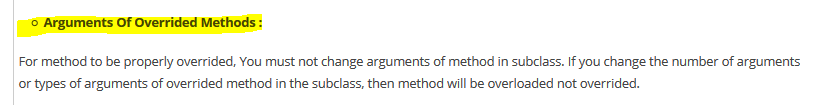 Arguments Of Overrided Methods :
For method to be properly overrided, You must not change arguments of method in subclass. If you change the number of arguments
or types of arguments of overrided method in the subclass, then method will be overloaded not overrided.